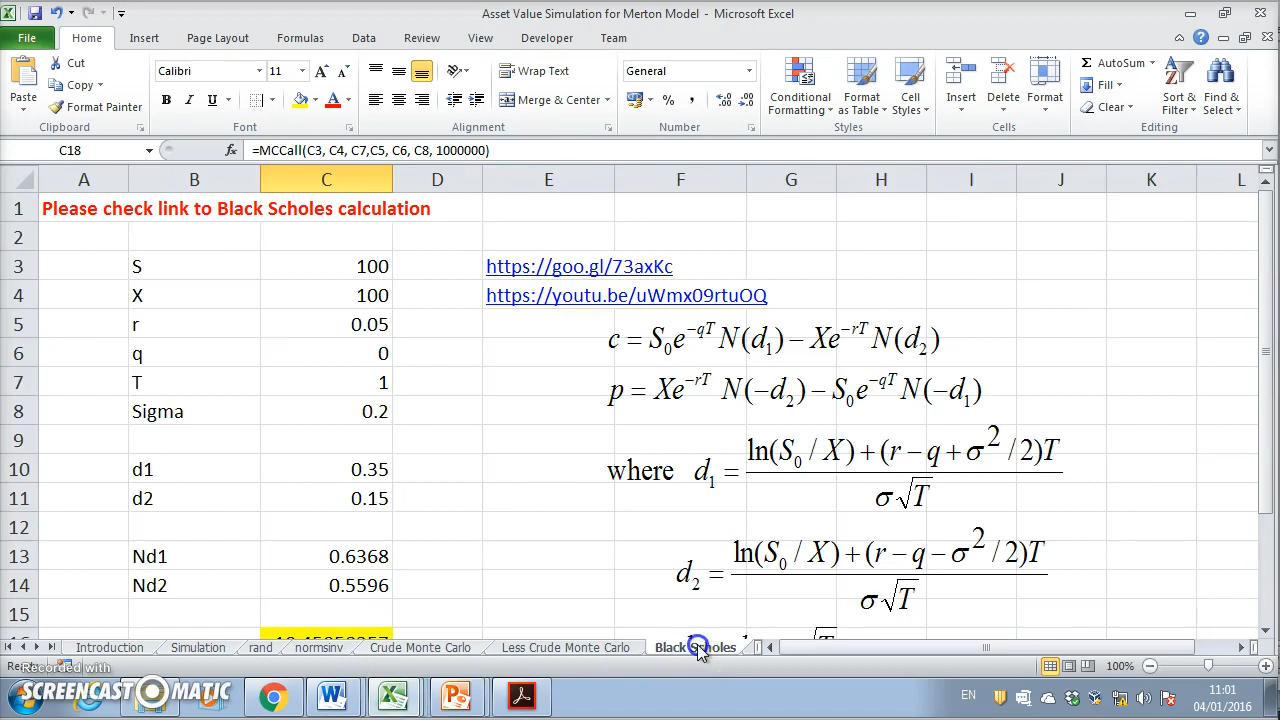 Asset Value Simulation for Merton Model - Microsoft Excel
File Home Insert Page Layout Formulas Data Review View Developer Team
Paste
Cut
Copy
Format Painter
Clipboard
Calibri 11
B I U
Font
Wrap Text
Merge & Center
Alignment
General
% ,
Number
Conditional Formatting
Format as Table
Cell Styles
Styles
Insert Delete Format
Cells
AutoSum
Fill
Clear
Sort & Filter
Find & Select
Editing
C18 fx =MCCall(C3, C4, C7,C5, C6, C8, 1000000)
A B C D E F G H I J K L
1 Please check link to Black Scholes calculation
2
3 S 100 https://goo.gl/73axKc
4 X 100 https://youtu.be/uWmx09rtuOQ
5 r 0.05
c = S₀e^{−qT} N(d₁) − Xe^{−rT} N(d₂)
6 q 0
7 T 1
p = Xe^{−rT} N(−d₂) − S₀e^{−qT} N(−d₁)
8 Sigma 0.2
9
10 d1 0.35
where d₁ = ln(S₀ / X) + (r − q + σ² / 2)T
σ√T
11 d2 0.15
12
13 Nd1 0.6368
d₂ = ln(S₀ / X) + (r − q − σ² / 2)T
σ√T
14 Nd2 0.5596
15
Introduction Simulation rand normsinv Crude Monte Carlo Less Crude Monte Carlo Black Scholes
100%
Recorded with
SCREENCAST MATIC
EN
11:01
04/01/2016